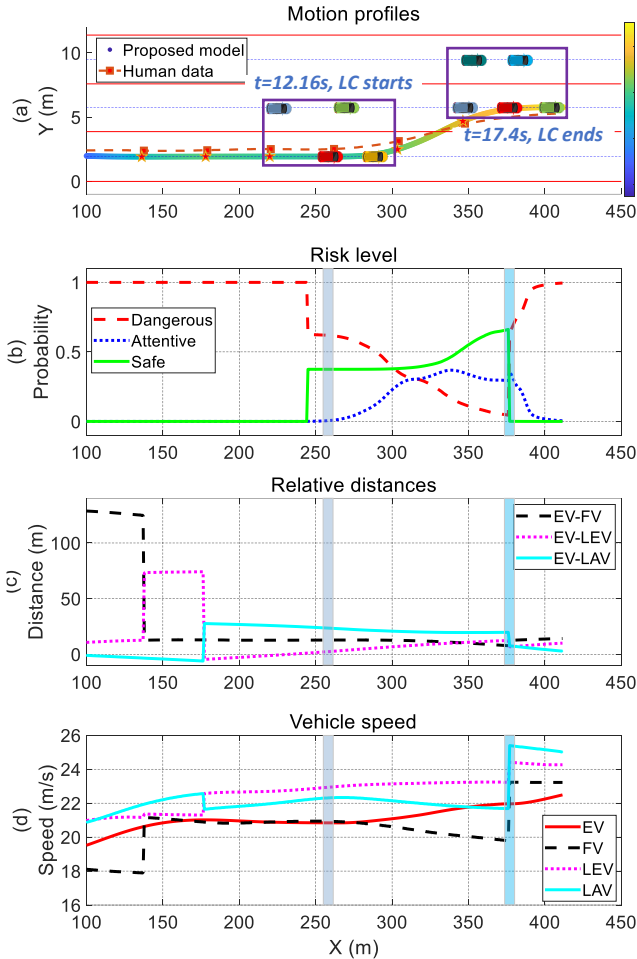 Motion profiles
(a)
Y (m)
10
5
0
Proposed model
Human data
t=12.16s, LC starts
t=17.4s, LC ends
100 150 200 250 300 350 400 450
Risk level
(b)
Probability
1
0.5
0
Dangerous
Attentive
Safe
100 150 200 250 300 350 400 450
Relative distances
(c)
Distance (m)
100
50
0
EV-FV
EV-LEV
EV-LAV
100 150 200 250 300 350 400 450
Vehicle speed
(d)
Speed (m/s)
26
24
22
20
18
16
EV
FV
LEV
LAV
100 150 200 250 300 350 400 450
X (m)